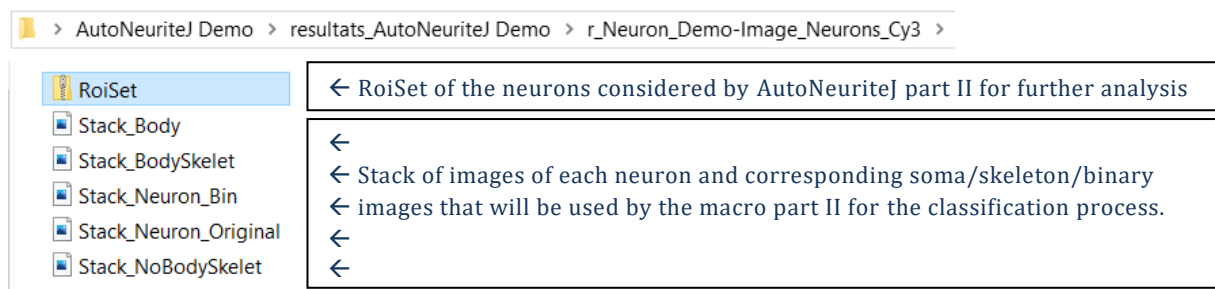 > AutoNeuriteJ Demo > resultats_AutoNeuriteJ Demo > r_Neuron_Demo-Image_Neurons_Cy3 >
RoiSet ← RoiSet of the neurons considered by AutoNeuriteJ part II for further analysis
Stack_Body ←
Stack_BodySkelet ← Stack of images of each neuron and corresponding soma/skeleton/binary
Stack_Neuron_Bin ← images that will be used by the macro part II for the classification process.
Stack_Neuron_Original ←
Stack_NoBodySkelet ←